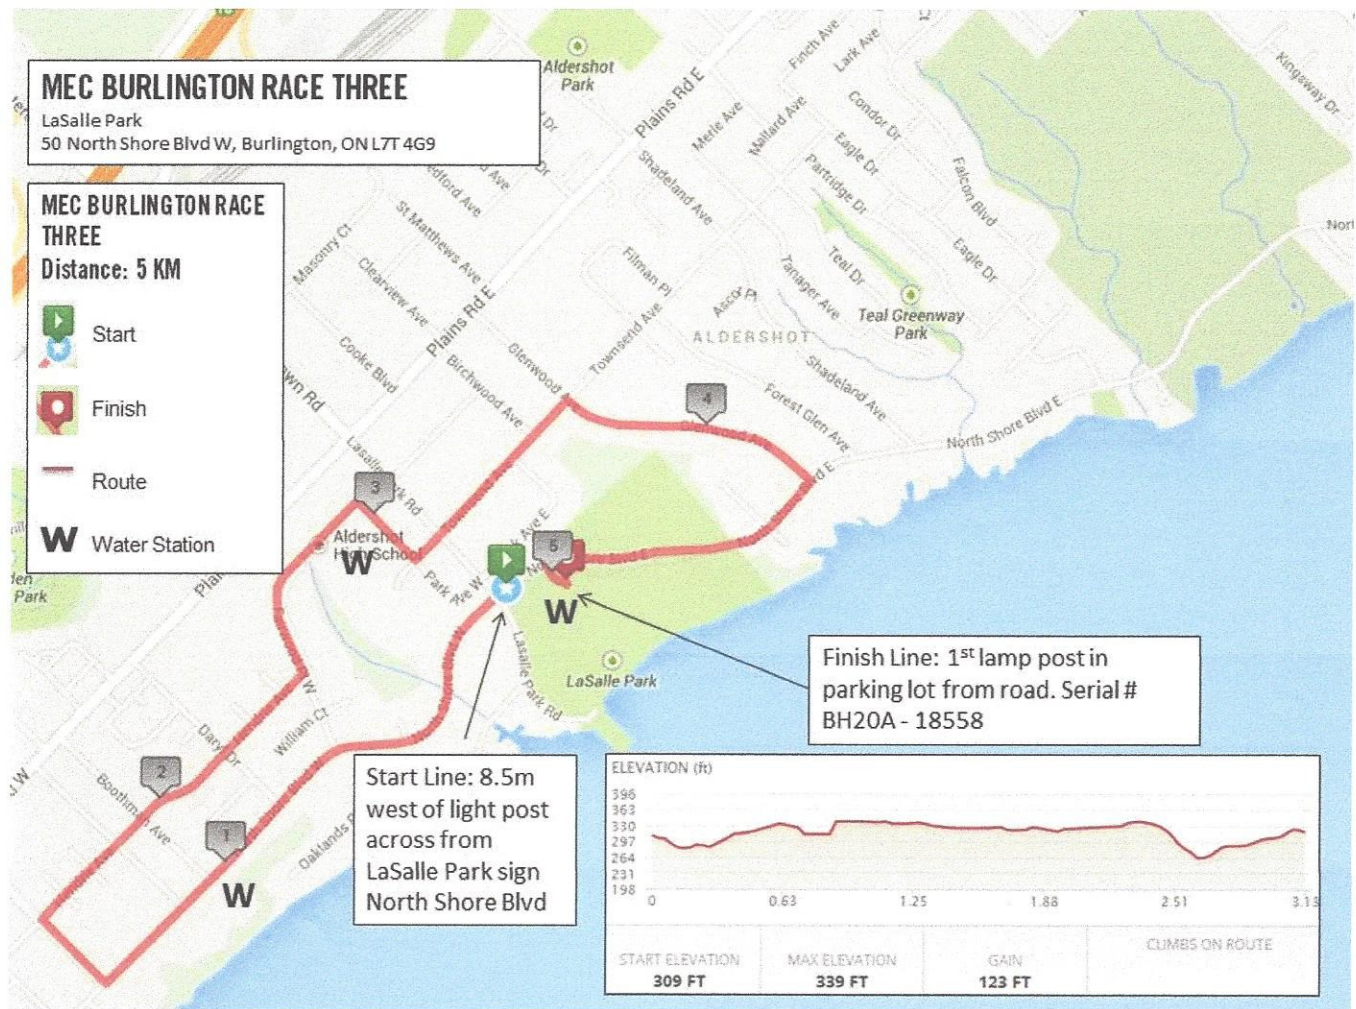 MEC BURLINGTON RACE THREE
LaSalle Park
50 North Shore Blvd W, Burlington, ON L7T 4G9
MEC BURLINGTON RACE
THREE
Distance: 5 KM
Start
Finish
Route
W Water Station
Aldershot
Park
Plains Rd E
Finch Ave
Lark Ave
Merle Ave
Mallard Ave
Condor Dr
Eagle Dr
Partridge Dr
Falcon Blvd
Kingsway Dr
Shadeland Ave
St Matthews Ave
Masonry Ct
Clearview Ave
Filman Pl
Ascot Pl
Tanager Ave
Teal Dr
Eagle Dr
Teal Greenway
Park
ALDERSHOT
Plains Rd E
Cooke Blvd
Birchwood Ave
Townsend Ave
Shadeland Ave
Forest Glen Ave
North Shore Blvd E
4
3
Lasalle Park Rd
Aldershot
High School
W
Park Ave W
5
W
Lasalle Park Rd
LaSalle Park
Daryl Dr
William Ct
2
Boothman Ave
1
W
Park
Finish Line: 1st lamp post in
parking lot from road. Serial #
BH20A - 18558
Start Line: 8.5m
west of light post
across from
LaSalle Park sign
North Shore Blvd
ELEVATION (ft)
396
363
330
297
264
231
198
0 0.63 1.25 1.88 2.51 3.13
START ELEVATION MAX ELEVATION GAIN CLIMBS ON ROUTE
309 FT 339 FT 123 FT